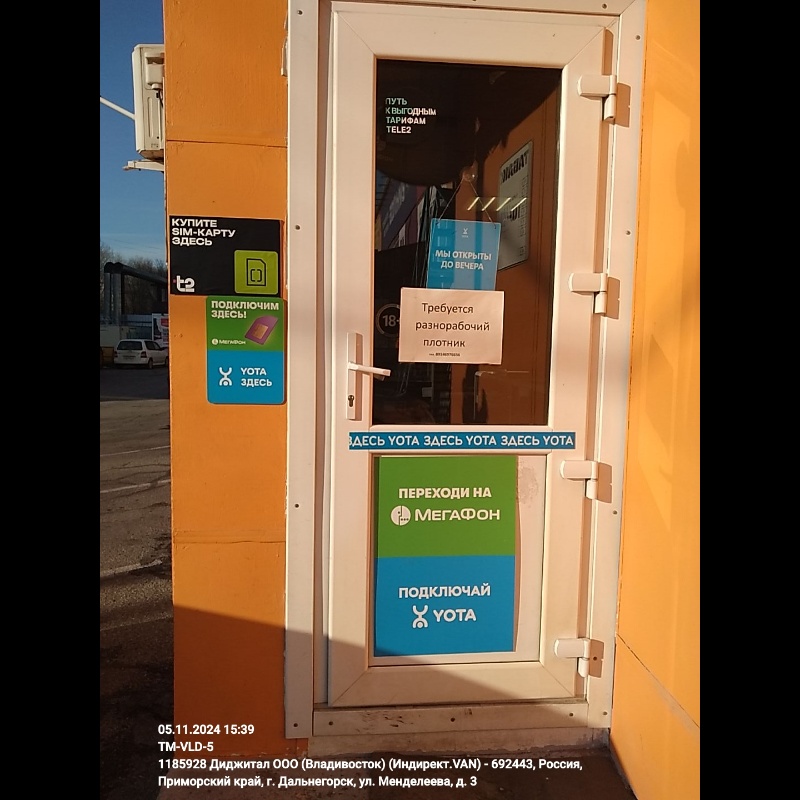 ПУТЬ
К ВЫГОДНЫМ
ТАРИФАМ
TELE2
КУПИТЕ
SIM-КАРТУ
ЗДЕСЬ
t2
ПОДКЛЮЧИМ
ЗДЕСЬ!
МЕГАФОН
YOTA
ЗДЕСЬ
МЫ ОТКРЫТЫ
ДО ВЕЧЕРА
18+
Требуется
разнорабочий
плотник
ЗДЕСЬ YOTA ЗДЕСЬ YOTA ЗДЕСЬ YOTA
ПЕРЕХОДИ НА
МЕГАФОН
ПОДКЛЮЧАЙ
YOTA
05.11.2024 15:39
TM-VLD-5
1185928 Диджитал ООО (Владивосток) (Индирект.VAN) - 692443, Россия,
Приморский край, г. Дальнегорск, ул. Менделеева, д. 3